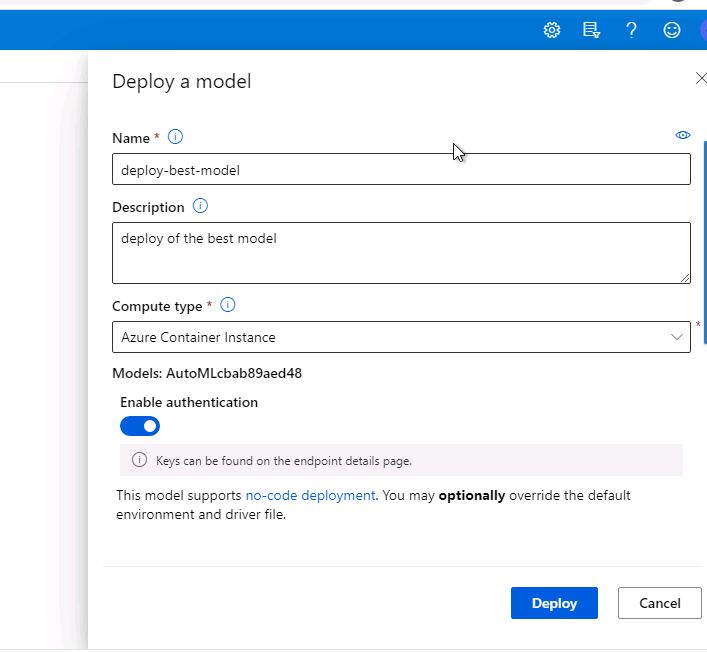 Deploy a model
Name *
deploy-best-model
Description
deploy of the best model
Compute type *
Azure Container Instance
*
Models: AutoMLcbab89aed48
Enable authentication
Keys can be found on the endpoint details page.
This model supports no-code deployment. You may optionally override the default
environment and driver file.
Deploy
Cancel